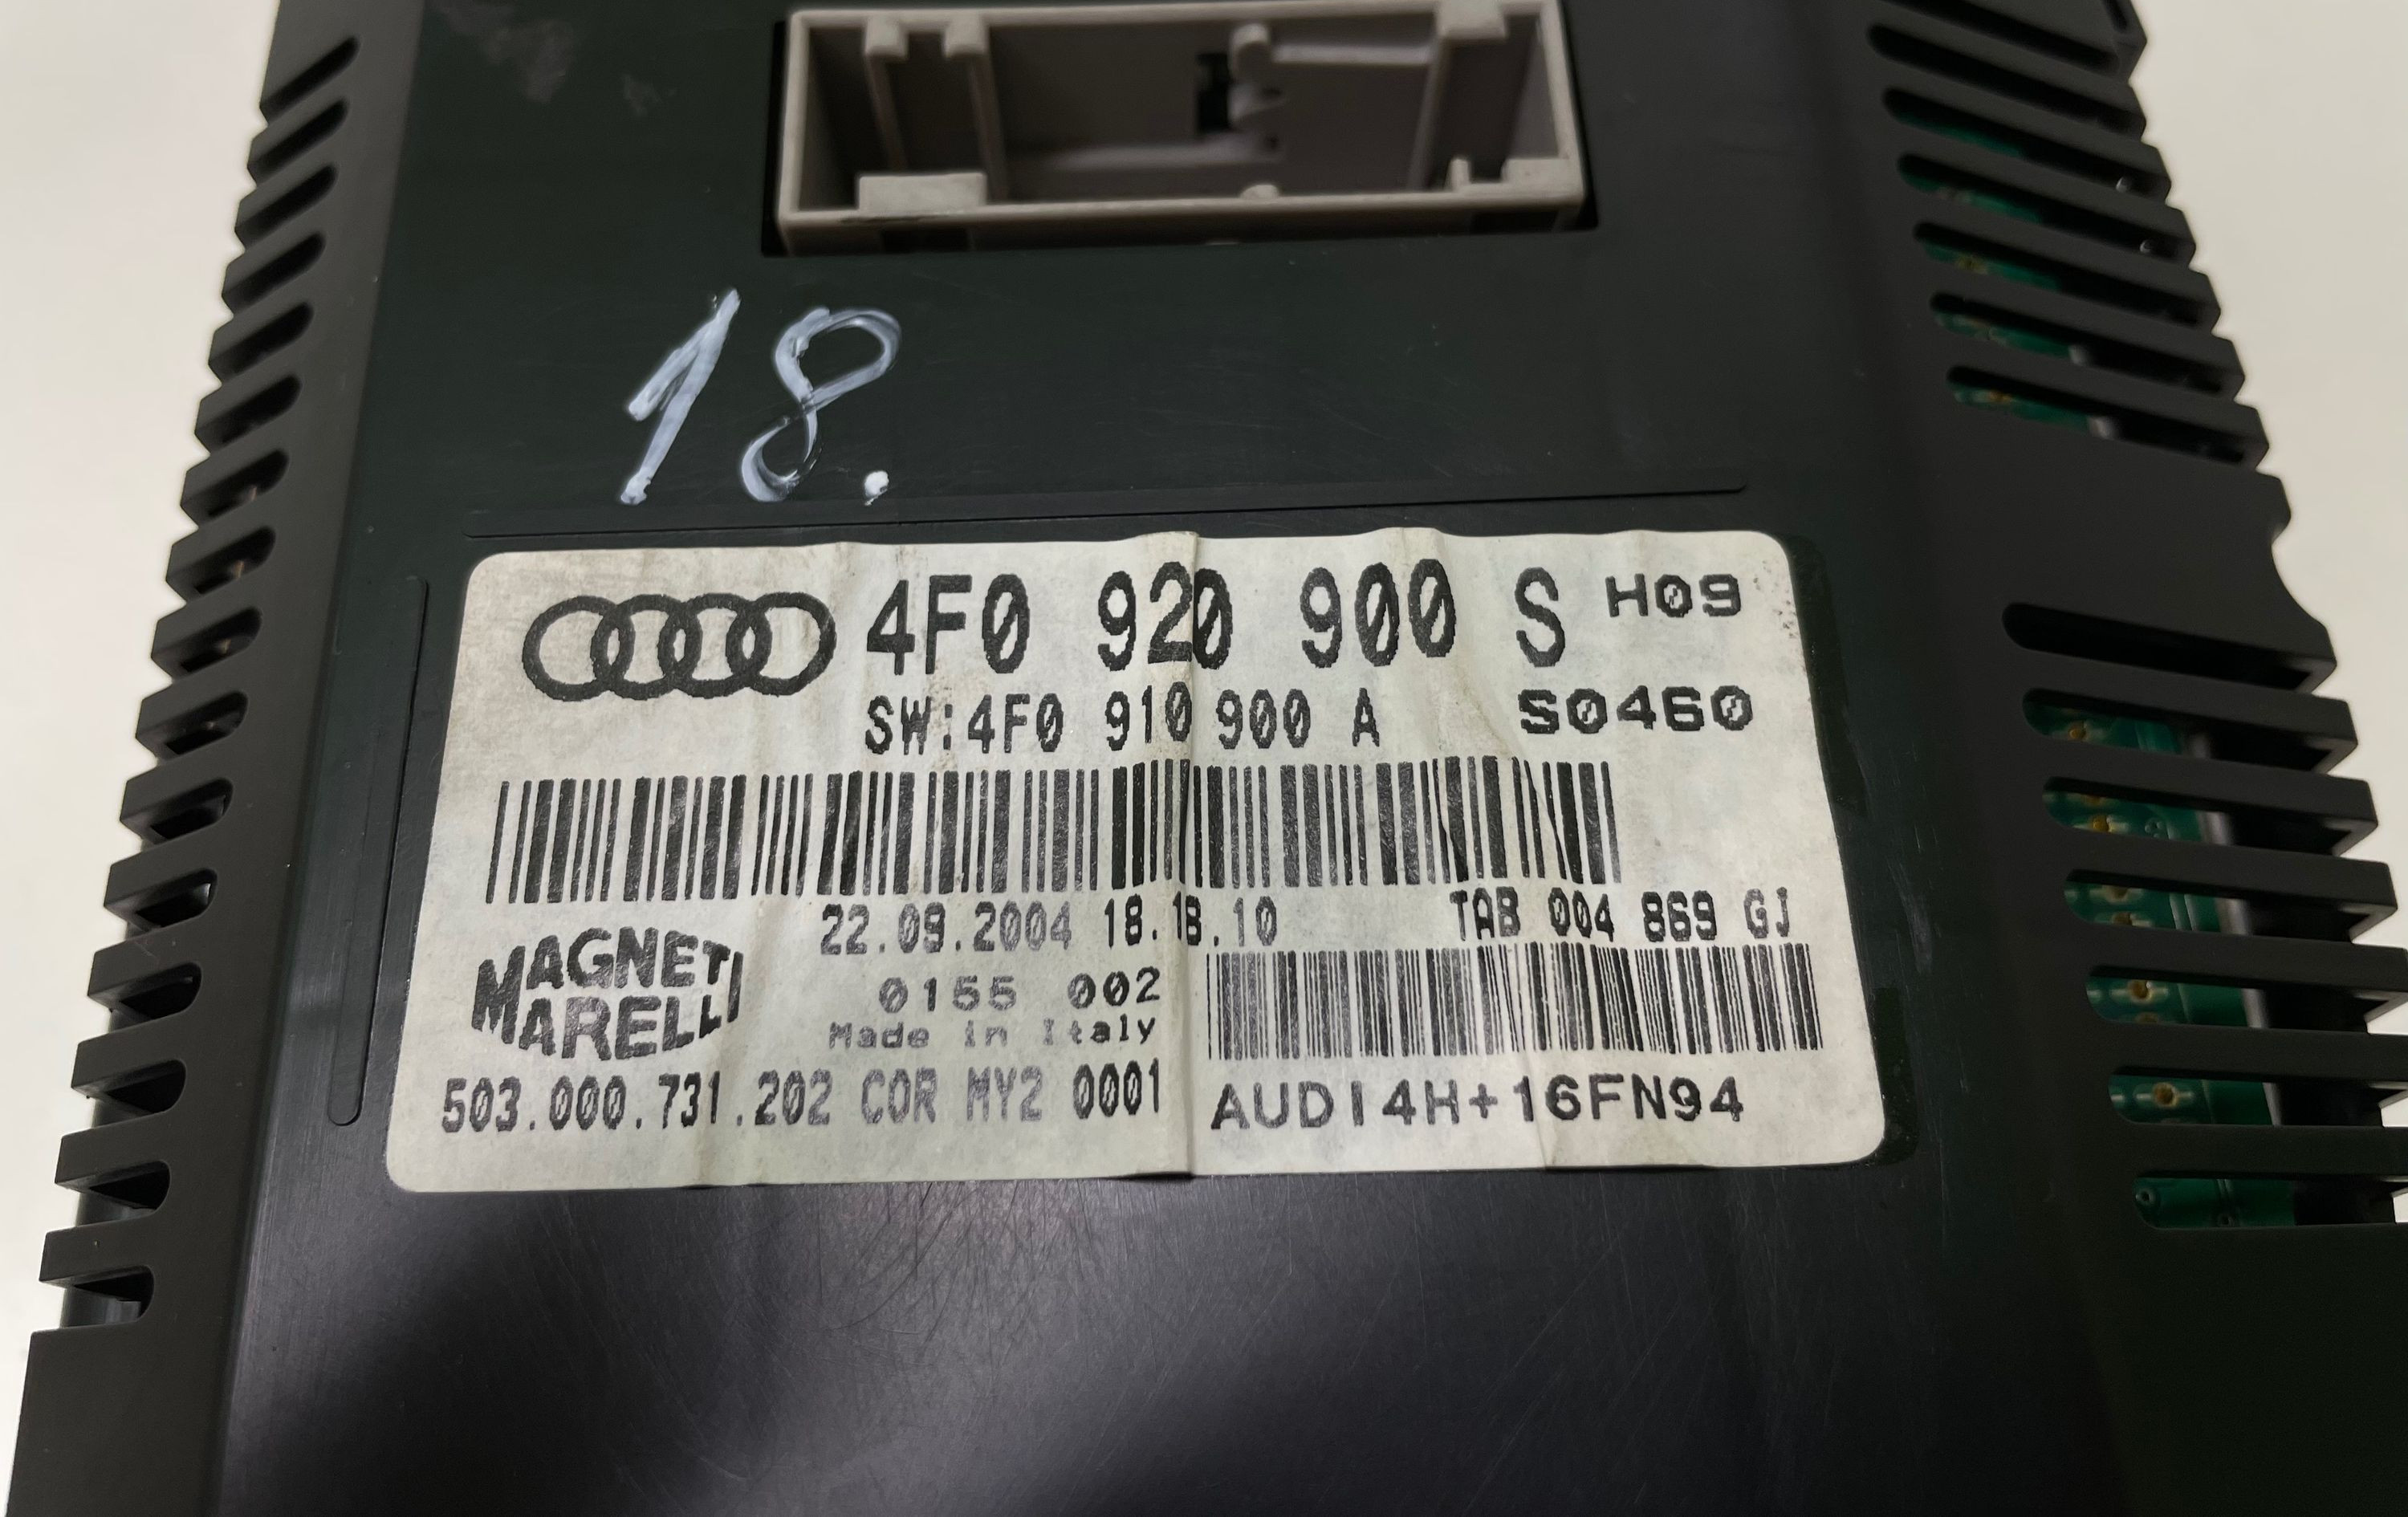 18.
4F0 920 900 S H09
SW:4F0 910 900 A S0460
22.09.2004 18.18.10 TAB 004 869 GJ
MAGNETI
MARELLI
0155 002
Made in Italy
503.000.731.202 COR MY2 0001
AUDI4H+16FN94